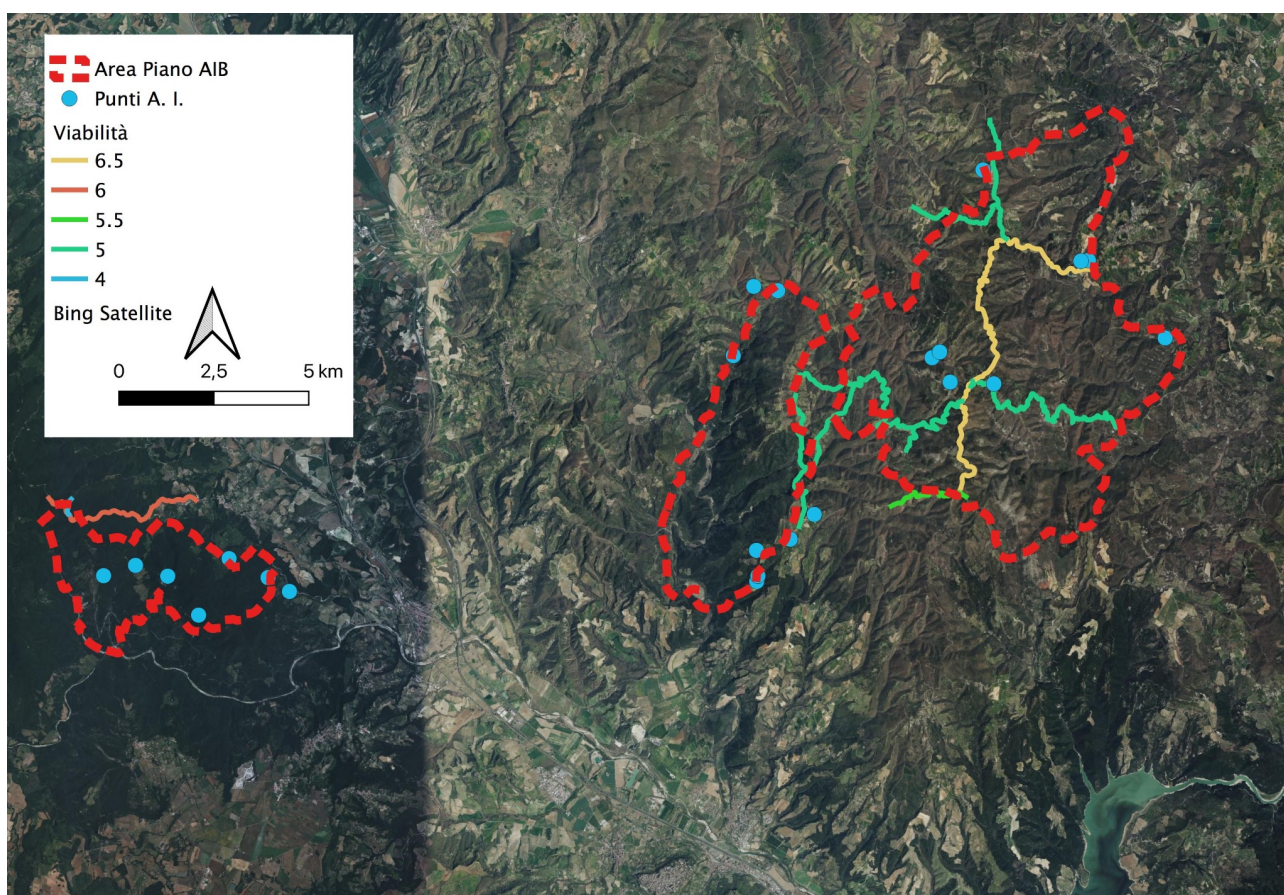 Area Piano AIB
Punti A. I.
Viabilità
6.5
6
5.5
5
4
Bing Satellite
0 2,5 5 km